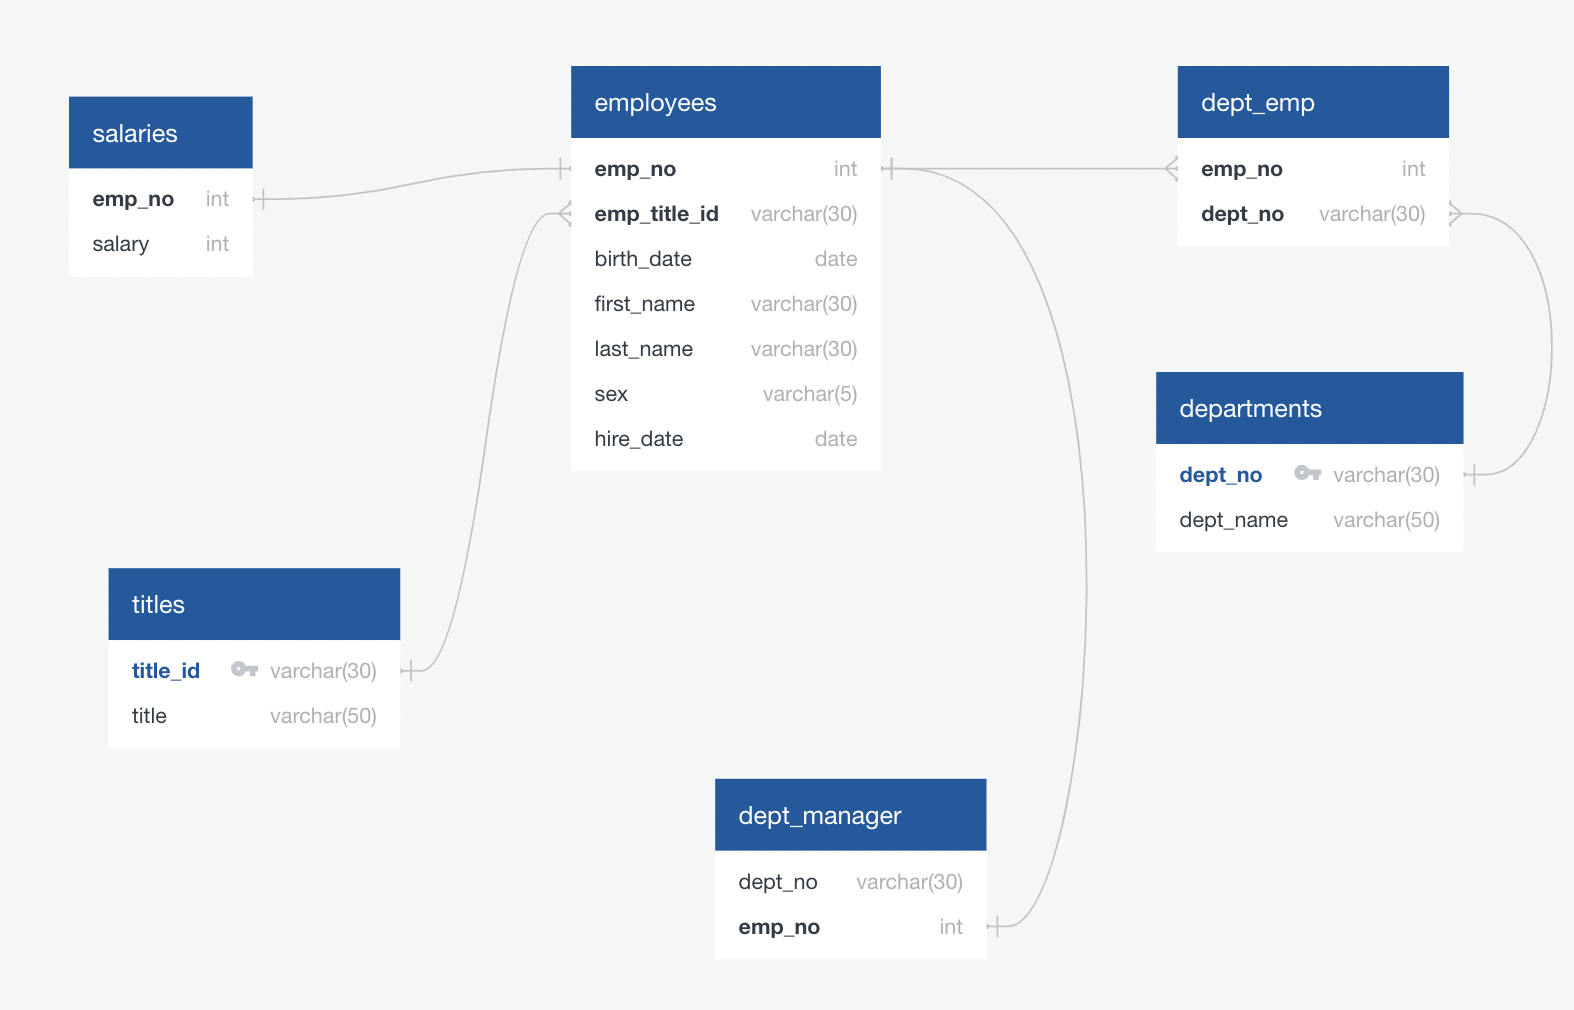 salaries
emp_no int
salary int
employees
emp_no int
emp_title_id varchar(30)
birth_date date
first_name varchar(30)
last_name varchar(30)
sex varchar(5)
hire_date date
dept_emp
emp_no int
dept_no varchar(30)
departments
dept_no varchar(30)
dept_name varchar(50)
titles
title_id varchar(30)
title varchar(50)
dept_manager
dept_no varchar(30)
emp_no int